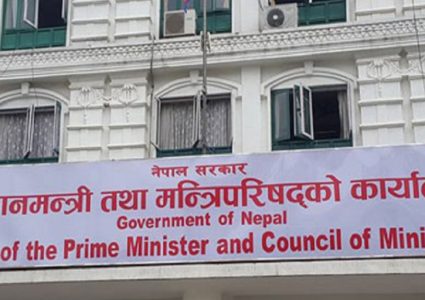 नेपाल सरकार
ानमन्त्री तथा मन्त्रिपरिषद्को कार्या
Government of Nepal
of the Prime Minister and Council of Mini